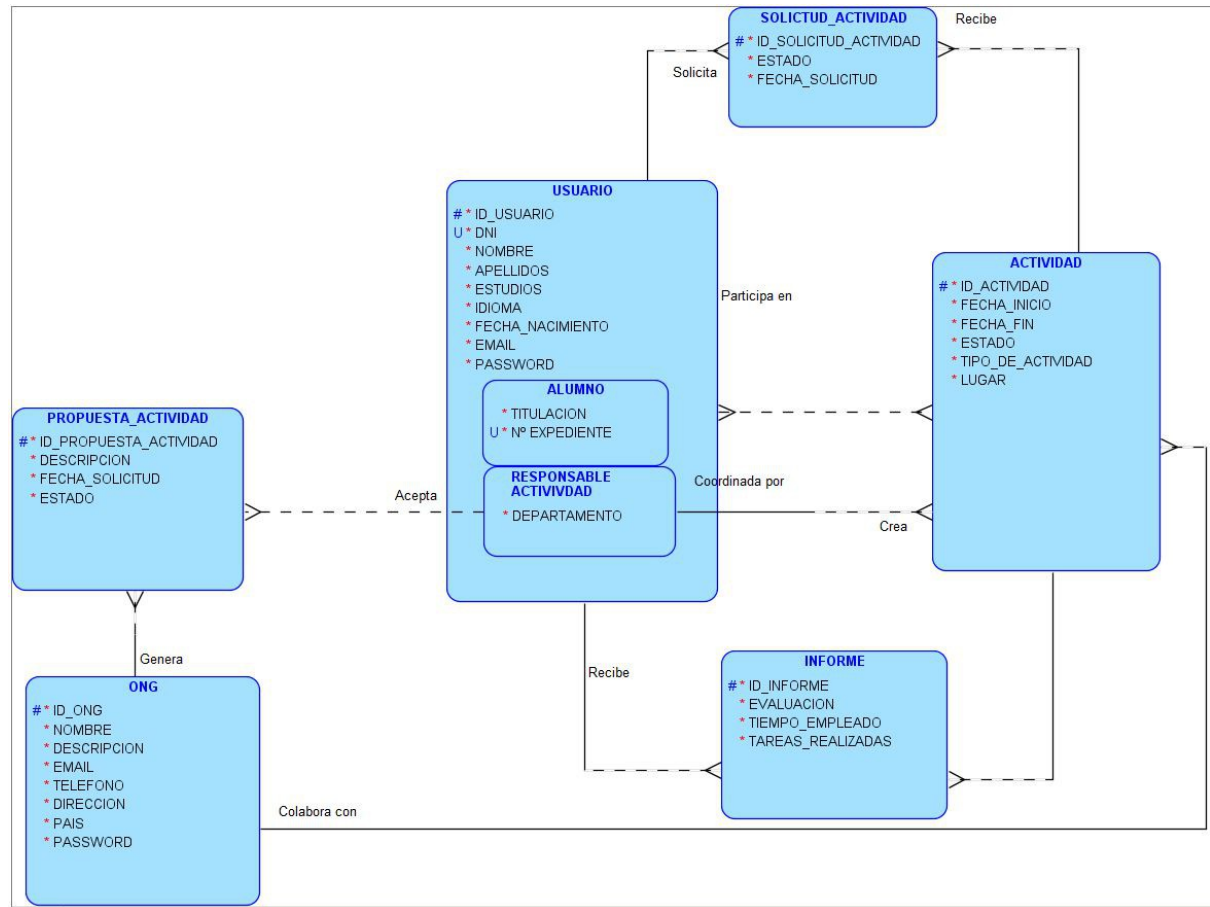 SOLICTUD_ACTIVIDAD
# * ID_SOLICITUD_ACTIVIDAD
* ESTADO
* FECHA_SOLICITUD
Recibe
Solicita
USUARIO
# * ID_USUARIO
U * DNI
* NOMBRE
* APELLIDOS
* ESTUDIOS
* IDIOMA
* FECHA_NACIMIENTO
* EMAIL
* PASSWORD
ALUMNO
* TITULACION
U * Nº EXPEDIENTE
RESPONSABLE
ACTIVIVDAD
* DEPARTAMENTO
Participa en
ACTIVIDAD
# * ID_ACTIVIDAD
* FECHA_INICIO
* FECHA_FIN
* ESTADO
* TIPO_DE_ACTIVIDAD
* LUGAR
Coordinada por
Crea
PROPUESTA_ACTIVIDAD
# * ID_PROPUESTA_ACTIVIDAD
* DESCRIPCION
* FECHA_SOLICITUD
* ESTADO
Acepta
Genera
Recibe
ONG
# * ID_ONG
* NOMBRE
* DESCRIPCION
* EMAIL
* TELEFONO
* DIRECCION
* PAIS
* PASSWORD
INFORME
# * ID_INFORME
* EVALUACION
* TIEMPO_EMPLEADO
* TAREAS_REALIZADAS
Colabora con